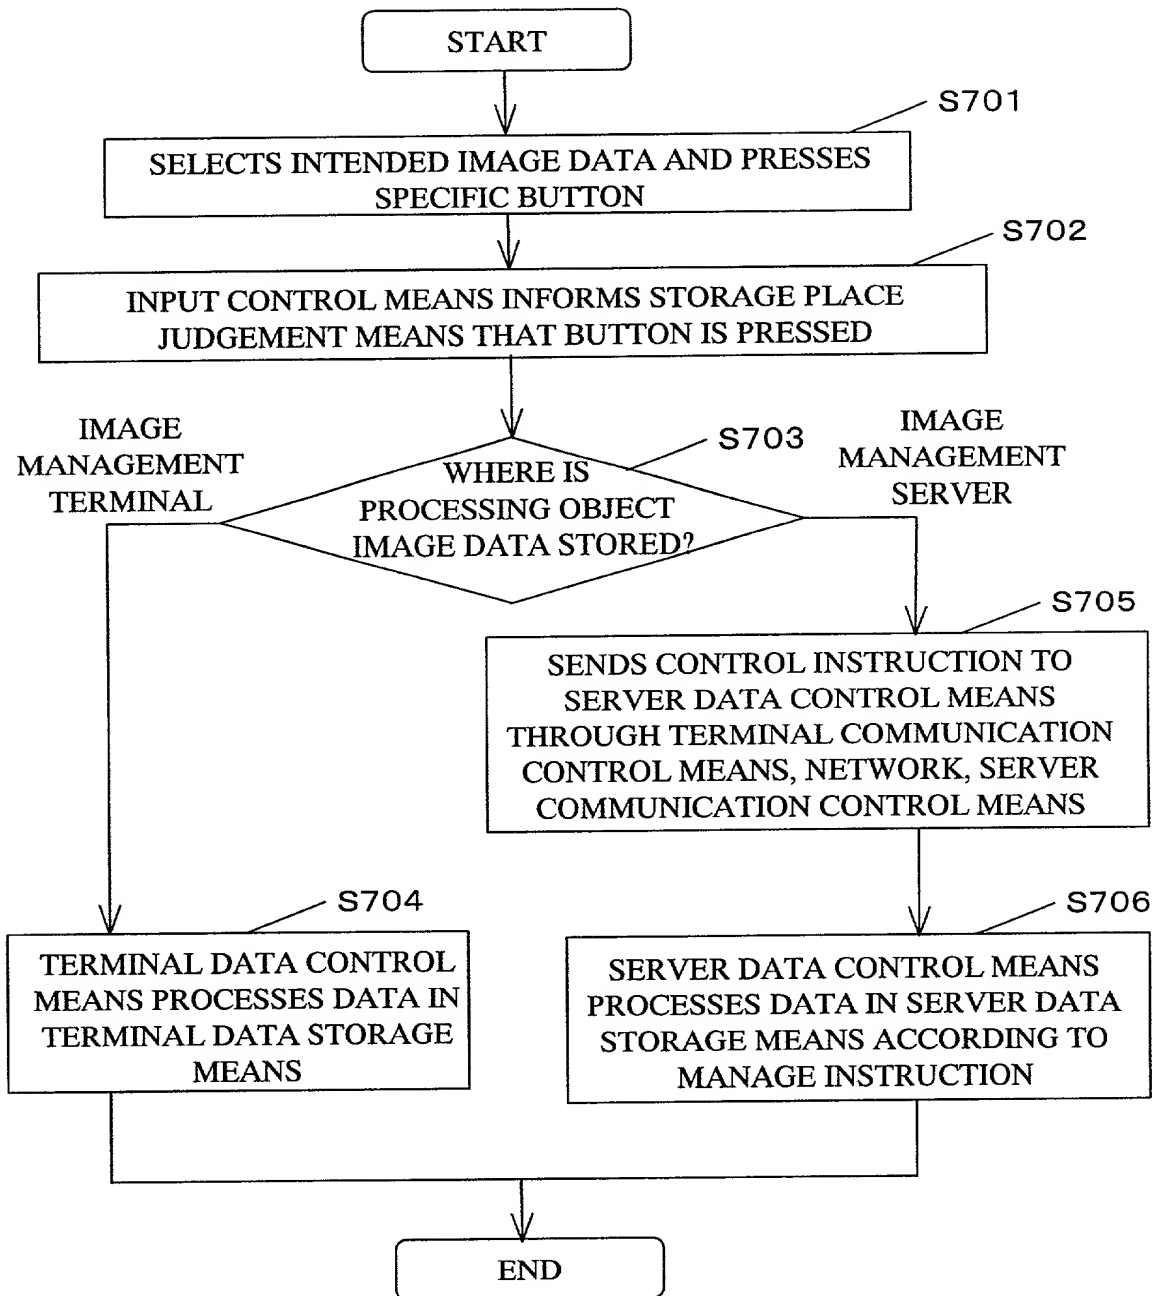 START
S701
SELECTS INTENDED IMAGE DATA AND PRESSES
SPECIFIC BUTTON
S702
INPUT CONTROL MEANS INFORMS STORAGE PLACE
JUDGEMENT MEANS THAT BUTTON IS PRESSED
IMAGE
MANAGEMENT
TERMINAL
S703
WHERE IS
PROCESSING OBJECT
IMAGE DATA STORED?
IMAGE
MANAGEMENT
SERVER
S705
SENDS CONTROL INSTRUCTION TO
SERVER DATA CONTROL MEANS
THROUGH TERMINAL COMMUNICATION
CONTROL MEANS, NETWORK, SERVER
COMMUNICATION CONTROL MEANS
S704
TERMINAL DATA CONTROL
MEANS PROCESSES DATA IN
TERMINAL DATA STORAGE
MEANS
S706
SERVER DATA CONTROL MEANS
PROCESSES DATA IN SERVER DATA
STORAGE MEANS ACCORDING TO
MANAGE INSTRUCTION
END